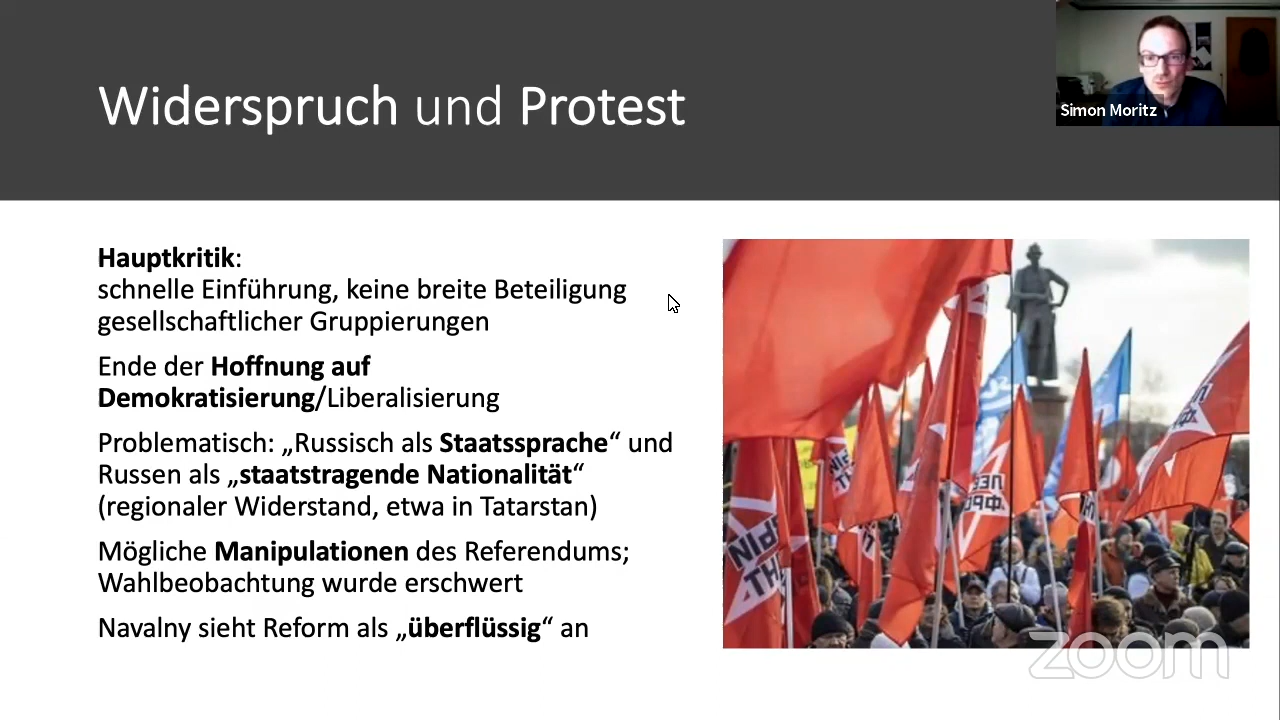 Widerspruch und Protest
Simon Moritz
Hauptkritik:
schnelle Einführung, keine breite Beteiligung
gesellschaftlicher Gruppierungen
Ende der Hoffnung auf
Demokratisierung/Liberalisierung
Problematisch: „Russisch als Staatssprache“ und
Russen als „staatstragende Nationalität“
(regionaler Widerstand, etwa in Tatarstan)
Mögliche Manipulationen des Referendums;
Wahlbeobachtung wurde erschwert
Navalny sieht Reform als „überflüssig“ an
zoom